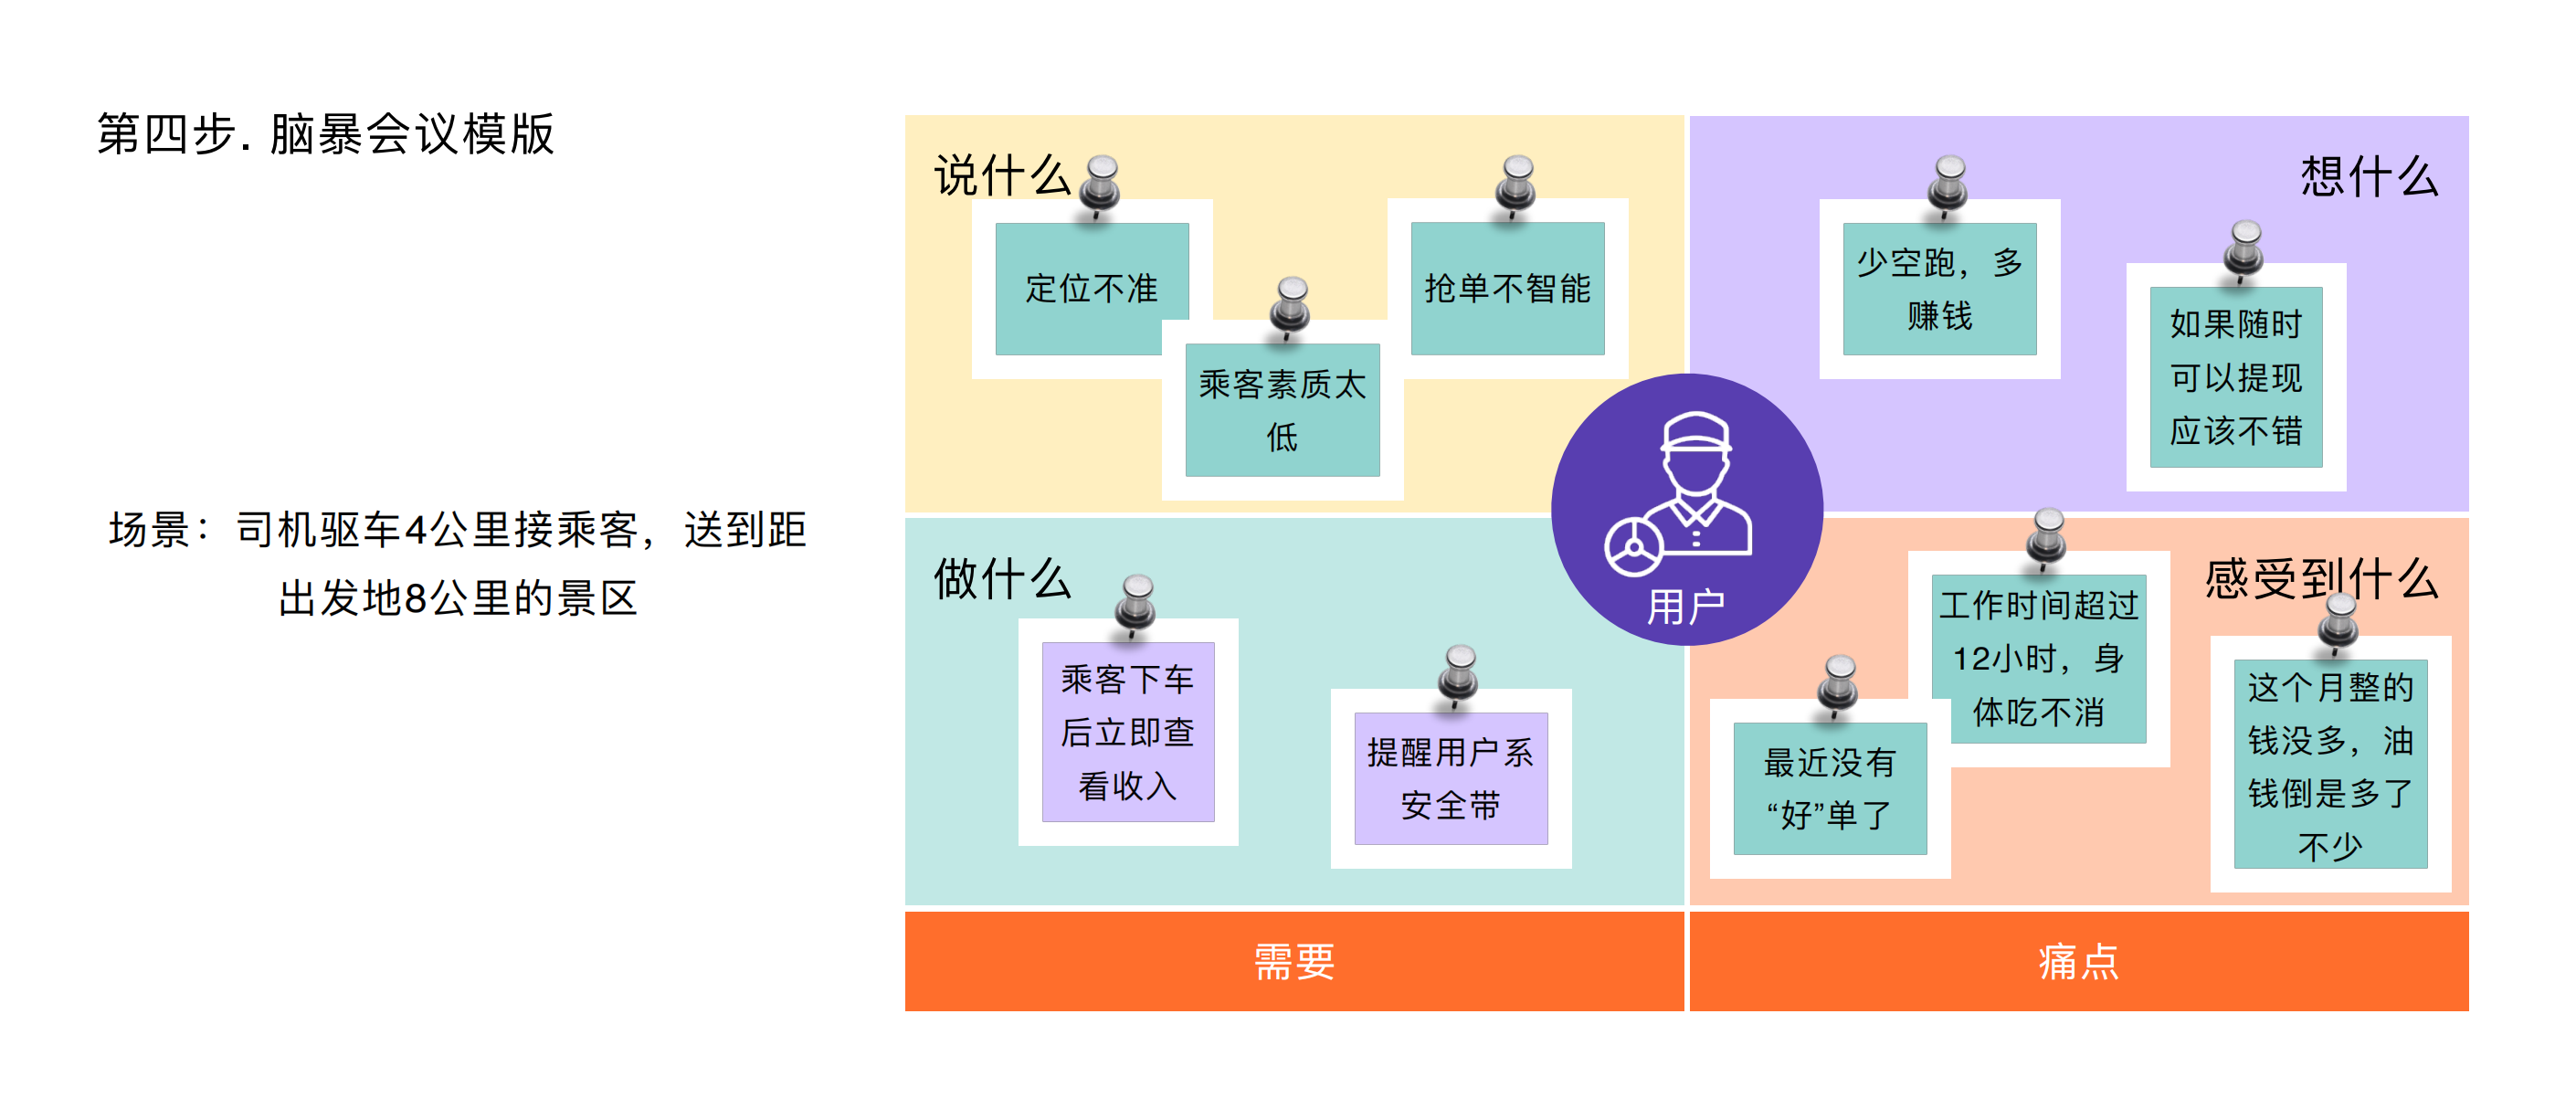 第四步. 脑暴会议模版
场景：司机驱车4公里接乘客，送到距
出发地8公里的景区
说什么
定位不准
乘客素质太
低
抢单不智能
想什么
少空跑，多
赚钱
如果随时
可以提现
应该不错
用户
做什么
乘客下车
后立即查
看收入
提醒用户系
安全带
感受到什么
工作时间超过
12小时，身
体吃不消
最近没有
“好”单了
这个月整的
钱没多，油
钱倒是多了
不少
需要
痛点